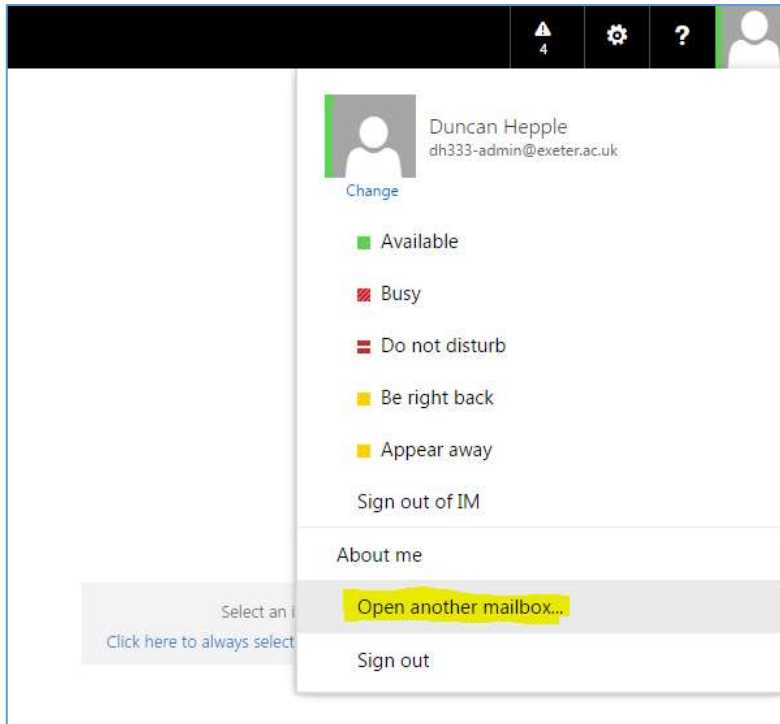 4
?
Duncan Hepple
dh333-admin@exeter.ac.uk
Change
Available
Busy
Do not disturb
Be right back
Appear away
Sign out of IM
About me
Select an i
Open another mailbox...
Click here to always select
Sign out